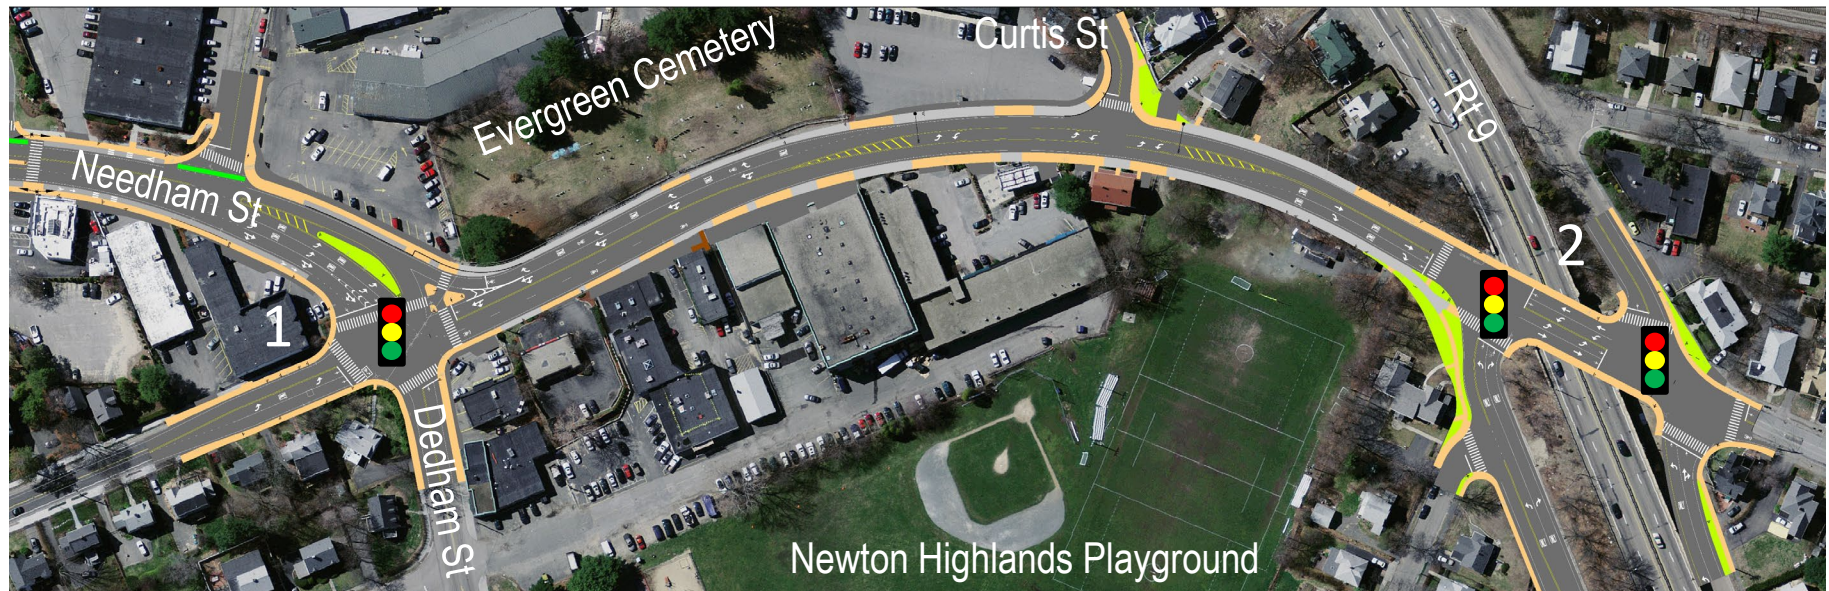 Curtis St
Evergreen Cemetery
Rt 9
Needham St
2
1
Dedham St
Newton Highlands Playground